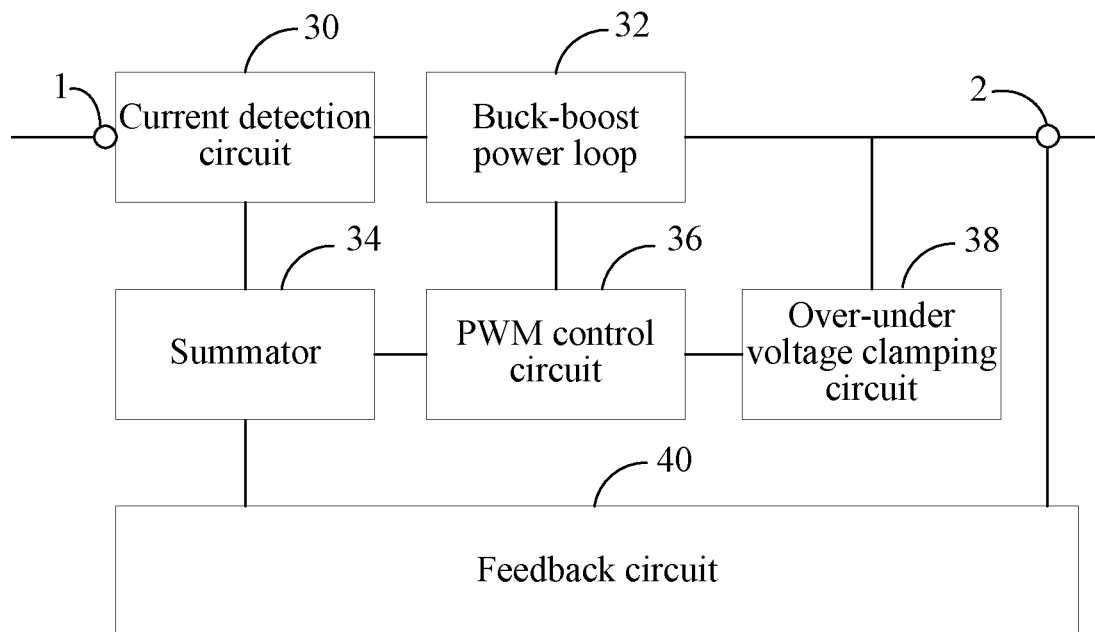 30
32
1
2
Current detection
circuit
Buck-boost
power loop
34
36
38
Summator
PWM control
circuit
Over-under
voltage clamping
circuit
40
Feedback circuit